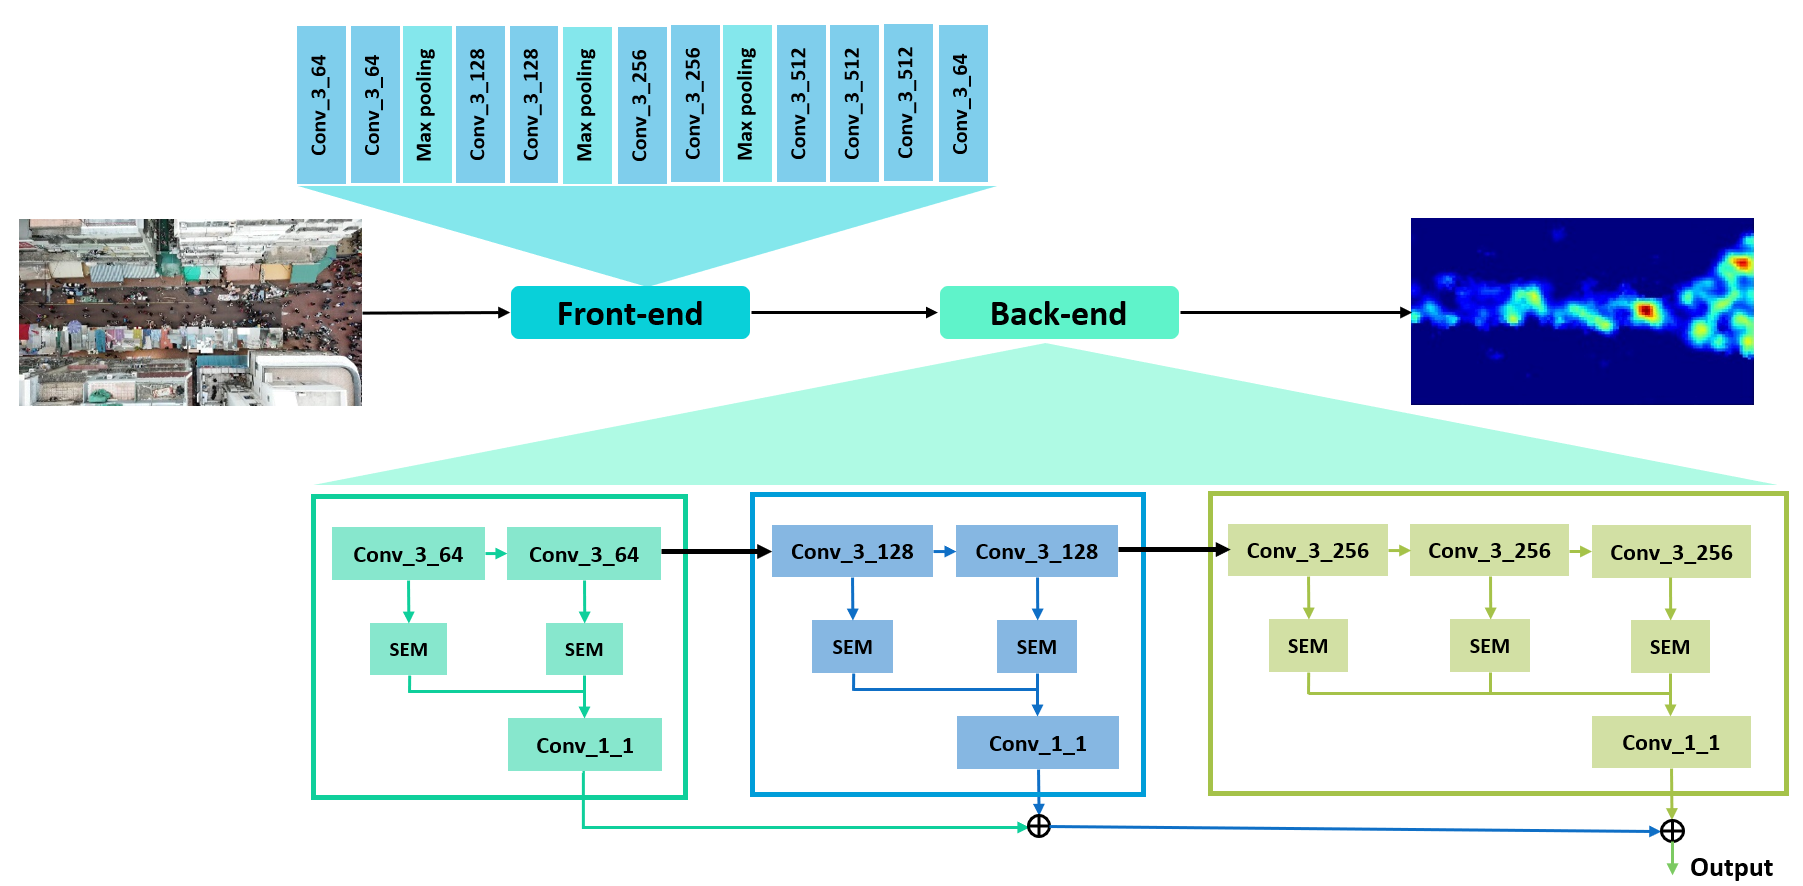 Conv_3_64
Conv_3_64
Max pooling
Conv_3_128
Conv_3_128
Max pooling
Conv_3_256
Conv_3_256
Max pooling
Conv_3_512
Conv_3_512
Conv_3_512
Conv_3_64
Front-end
Back-end
Conv_3_64
Conv_3_64
SEM
SEM
Conv_1_1
Conv_3_128
Conv_3_128
SEM
SEM
Conv_1_1
Conv_3_256
Conv_3_256
Conv_3_256
SEM
SEM
SEM
Conv_1_1
Output